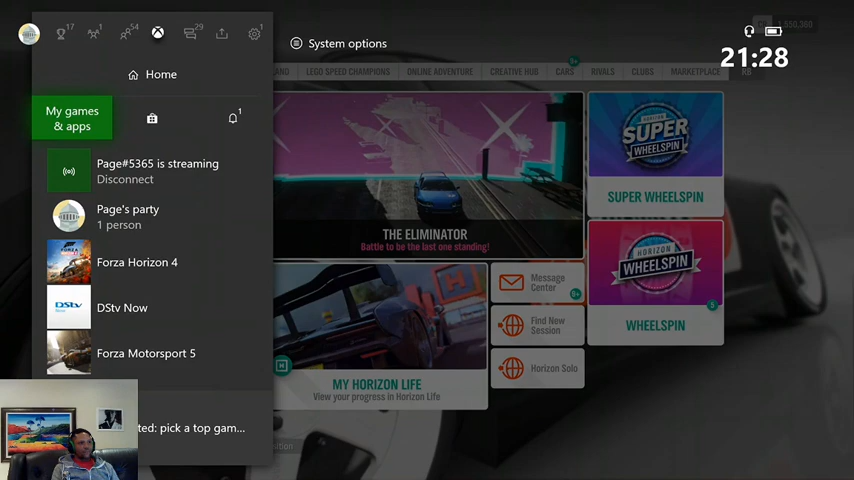 17
1
54
29
1
System options
1,550,360
21:28
Home
LEGO SPEED CHAMPIONS
ONLINE ADVENTURE
CREATIVE HUB
CARS
RIVALS
CLUBS
MARKETPLACE
My games
& apps
1
Page#5365 is streaming
Disconnect
Page's party
1 person
Forza Horizon 4
DStv Now
Forza Motorsport 5
ted: pick a top gam...
THE ELIMINATOR
Battle to be the last one standing!
SUPER
WHEELSPIN
SUPER WHEELSPIN
HORIZON
WHEELSPIN
5
WHEELSPIN
Message
Center
Find New
Session
Horizon Solo
MY HORIZON LIFE
View your progress in Horizon Life